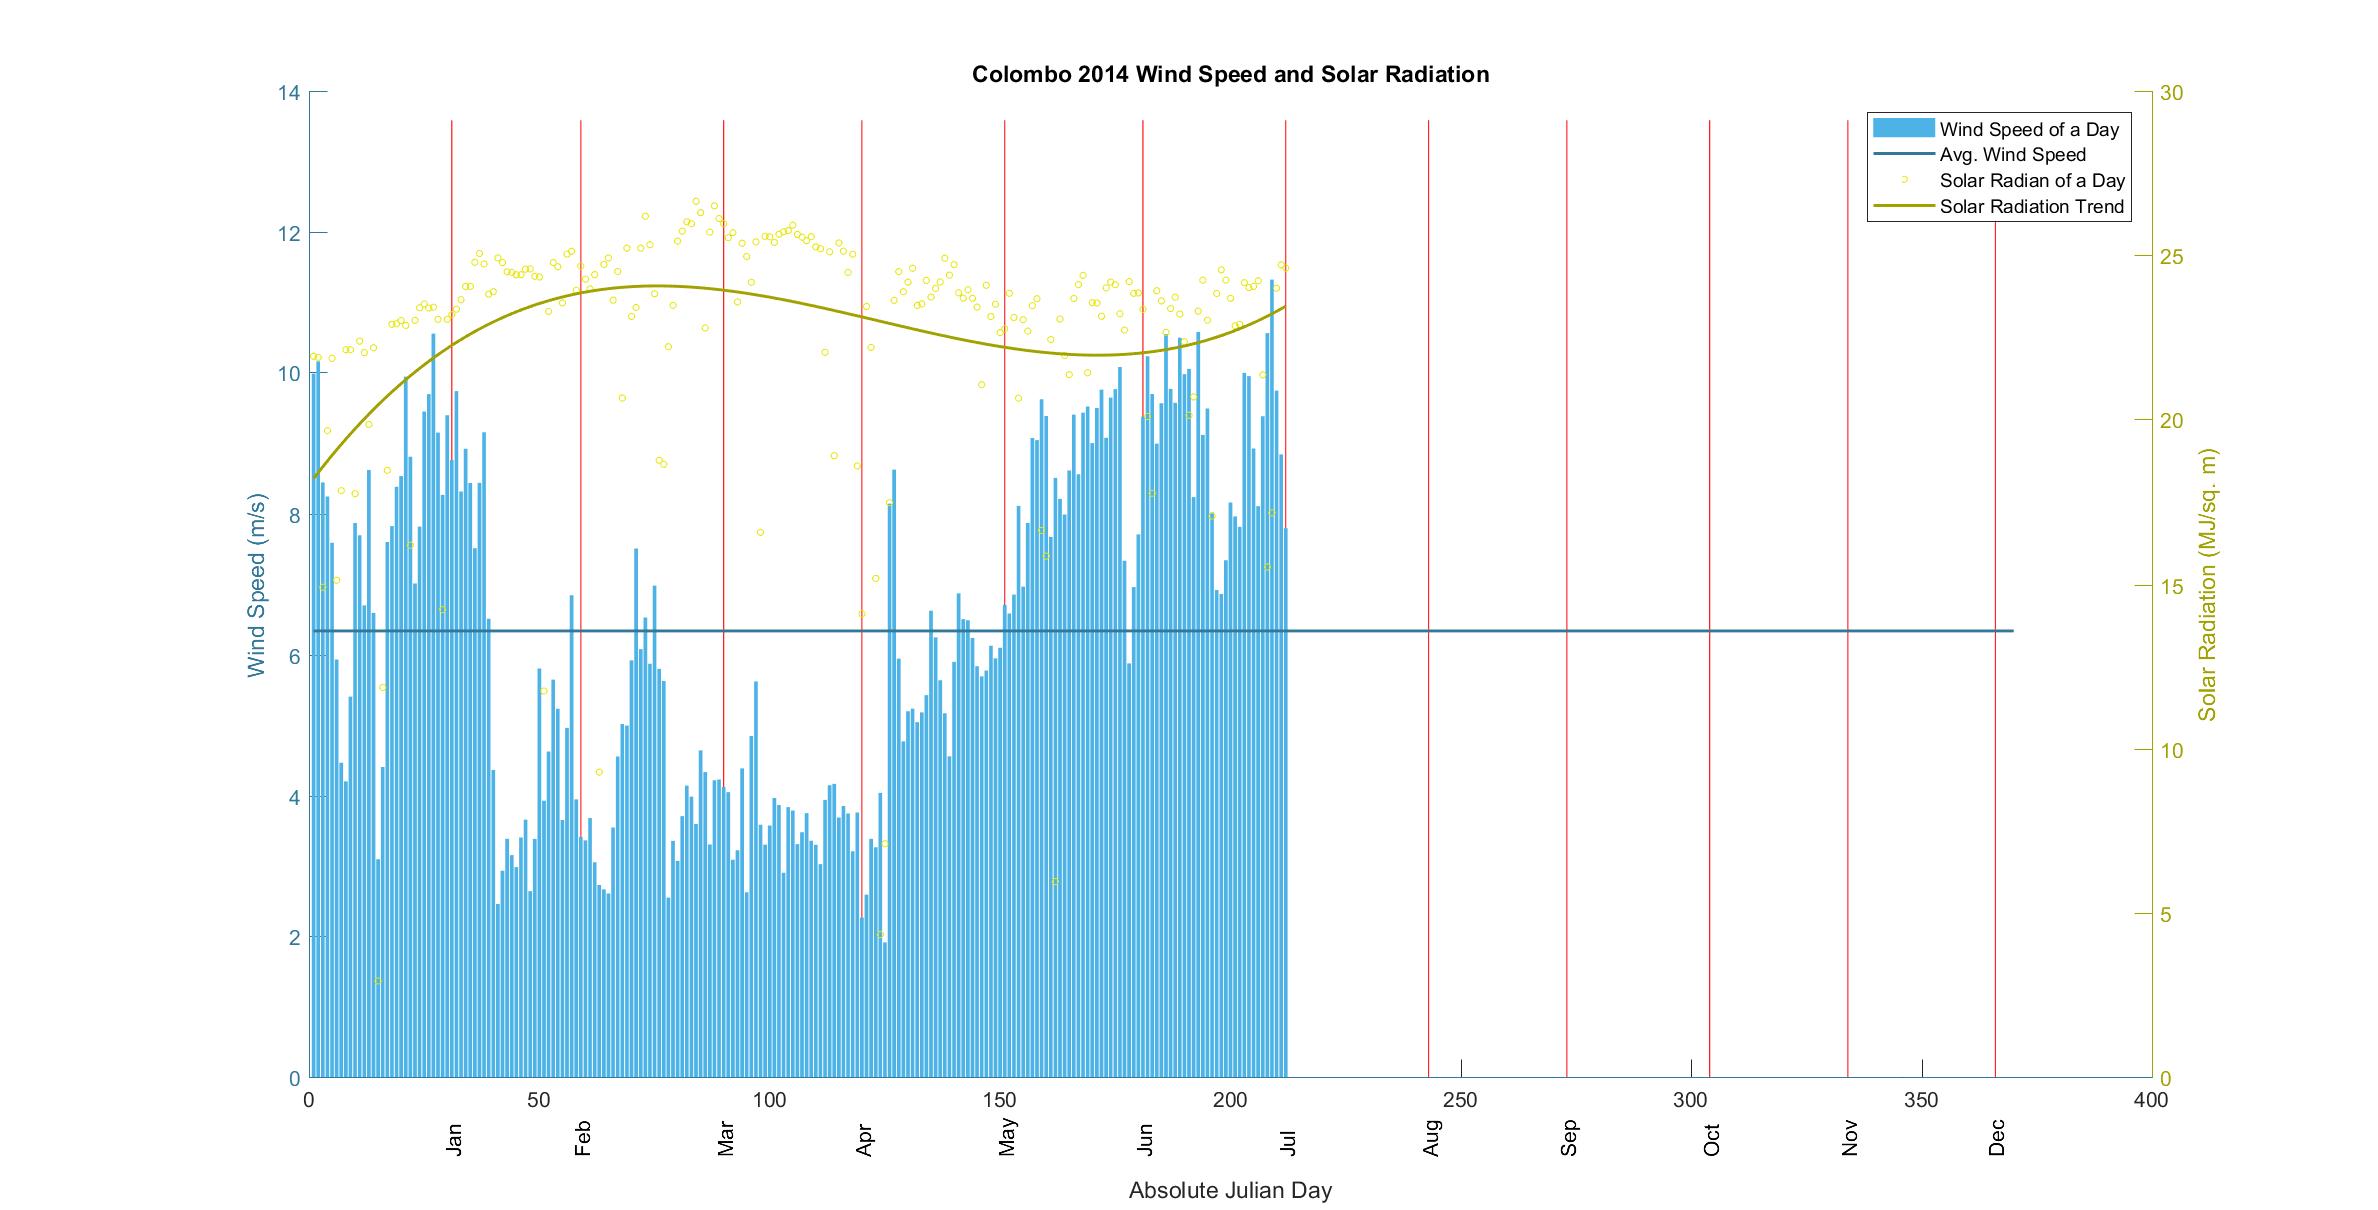 Colombo 2014 Wind Speed and Solar Radiation
14
12
10
8
6
4
2
0
Wind Speed (m/s)
30
25
20
15
10
5
0
Solar Radiation (MJ/sq. m)
Wind Speed of a Day
Avg. Wind Speed
Solar Radian of a Day
Solar Radiation Trend
0 50 100 150 200 250 300 350 400
Jan Feb Mar Apr May Jun Jul Aug Sep Oct Nov Dec
Absolute Julian Day